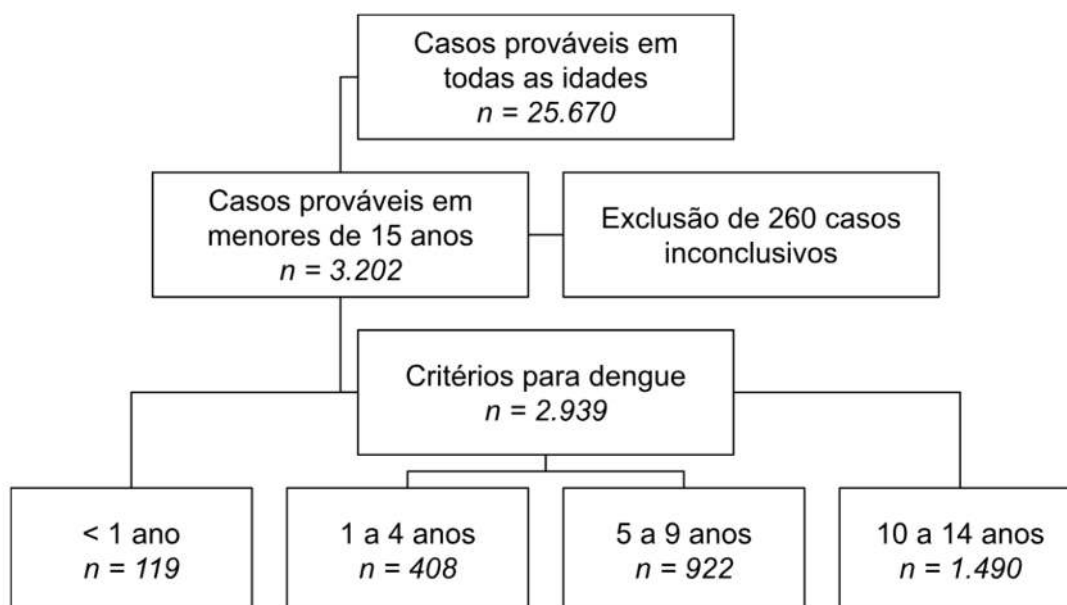 Casos prováveis em
todas as idades
n = 25.670
Casos prováveis em
menores de 15 anos
n = 3.202
Exclusão de 260 casos
inconclusivos
Critérios para dengue
n = 2.939
< 1 ano
n = 119
1 a 4 anos
n = 408
5 a 9 anos
n = 922
10 a 14 anos
n = 1.490